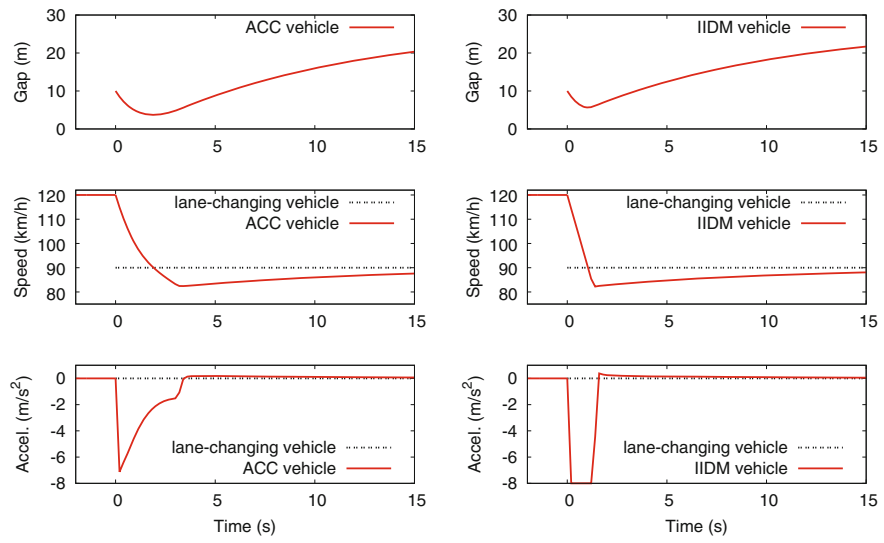 ACC vehicle
Gap (m)
30
20
10
0
0 5 10 15
IIDM vehicle
Gap (m)
30
20
10
0
0 5 10 15
lane-changing vehicle
ACC vehicle
Speed (km/h)
120
110
100
90
80
0 5 10 15
lane-changing vehicle
IIDM vehicle
Speed (km/h)
120
110
100
90
80
0 5 10 15
lane-changing vehicle
ACC vehicle
Accel. (m/s²)
0
-2
-4
-6
-8
0 5 10 15
Time (s)
lane-changing vehicle
IIDM vehicle
Accel. (m/s²)
0
-2
-4
-6
-8
0 5 10 15
Time (s)